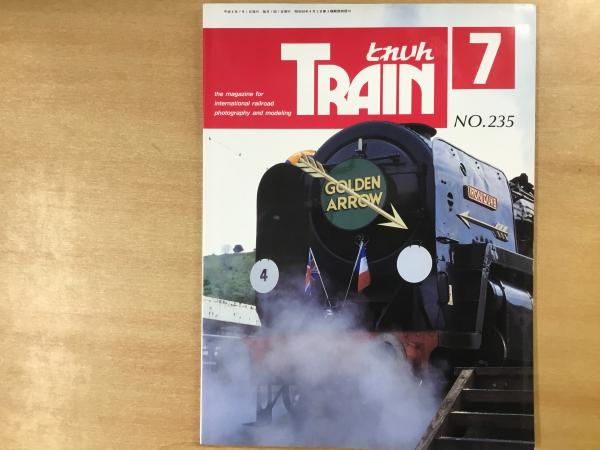 とれいん
TRAIN
7
the magazine for
international railroad
photography and modeling
NO.235
GOLDEN
ARROW
4